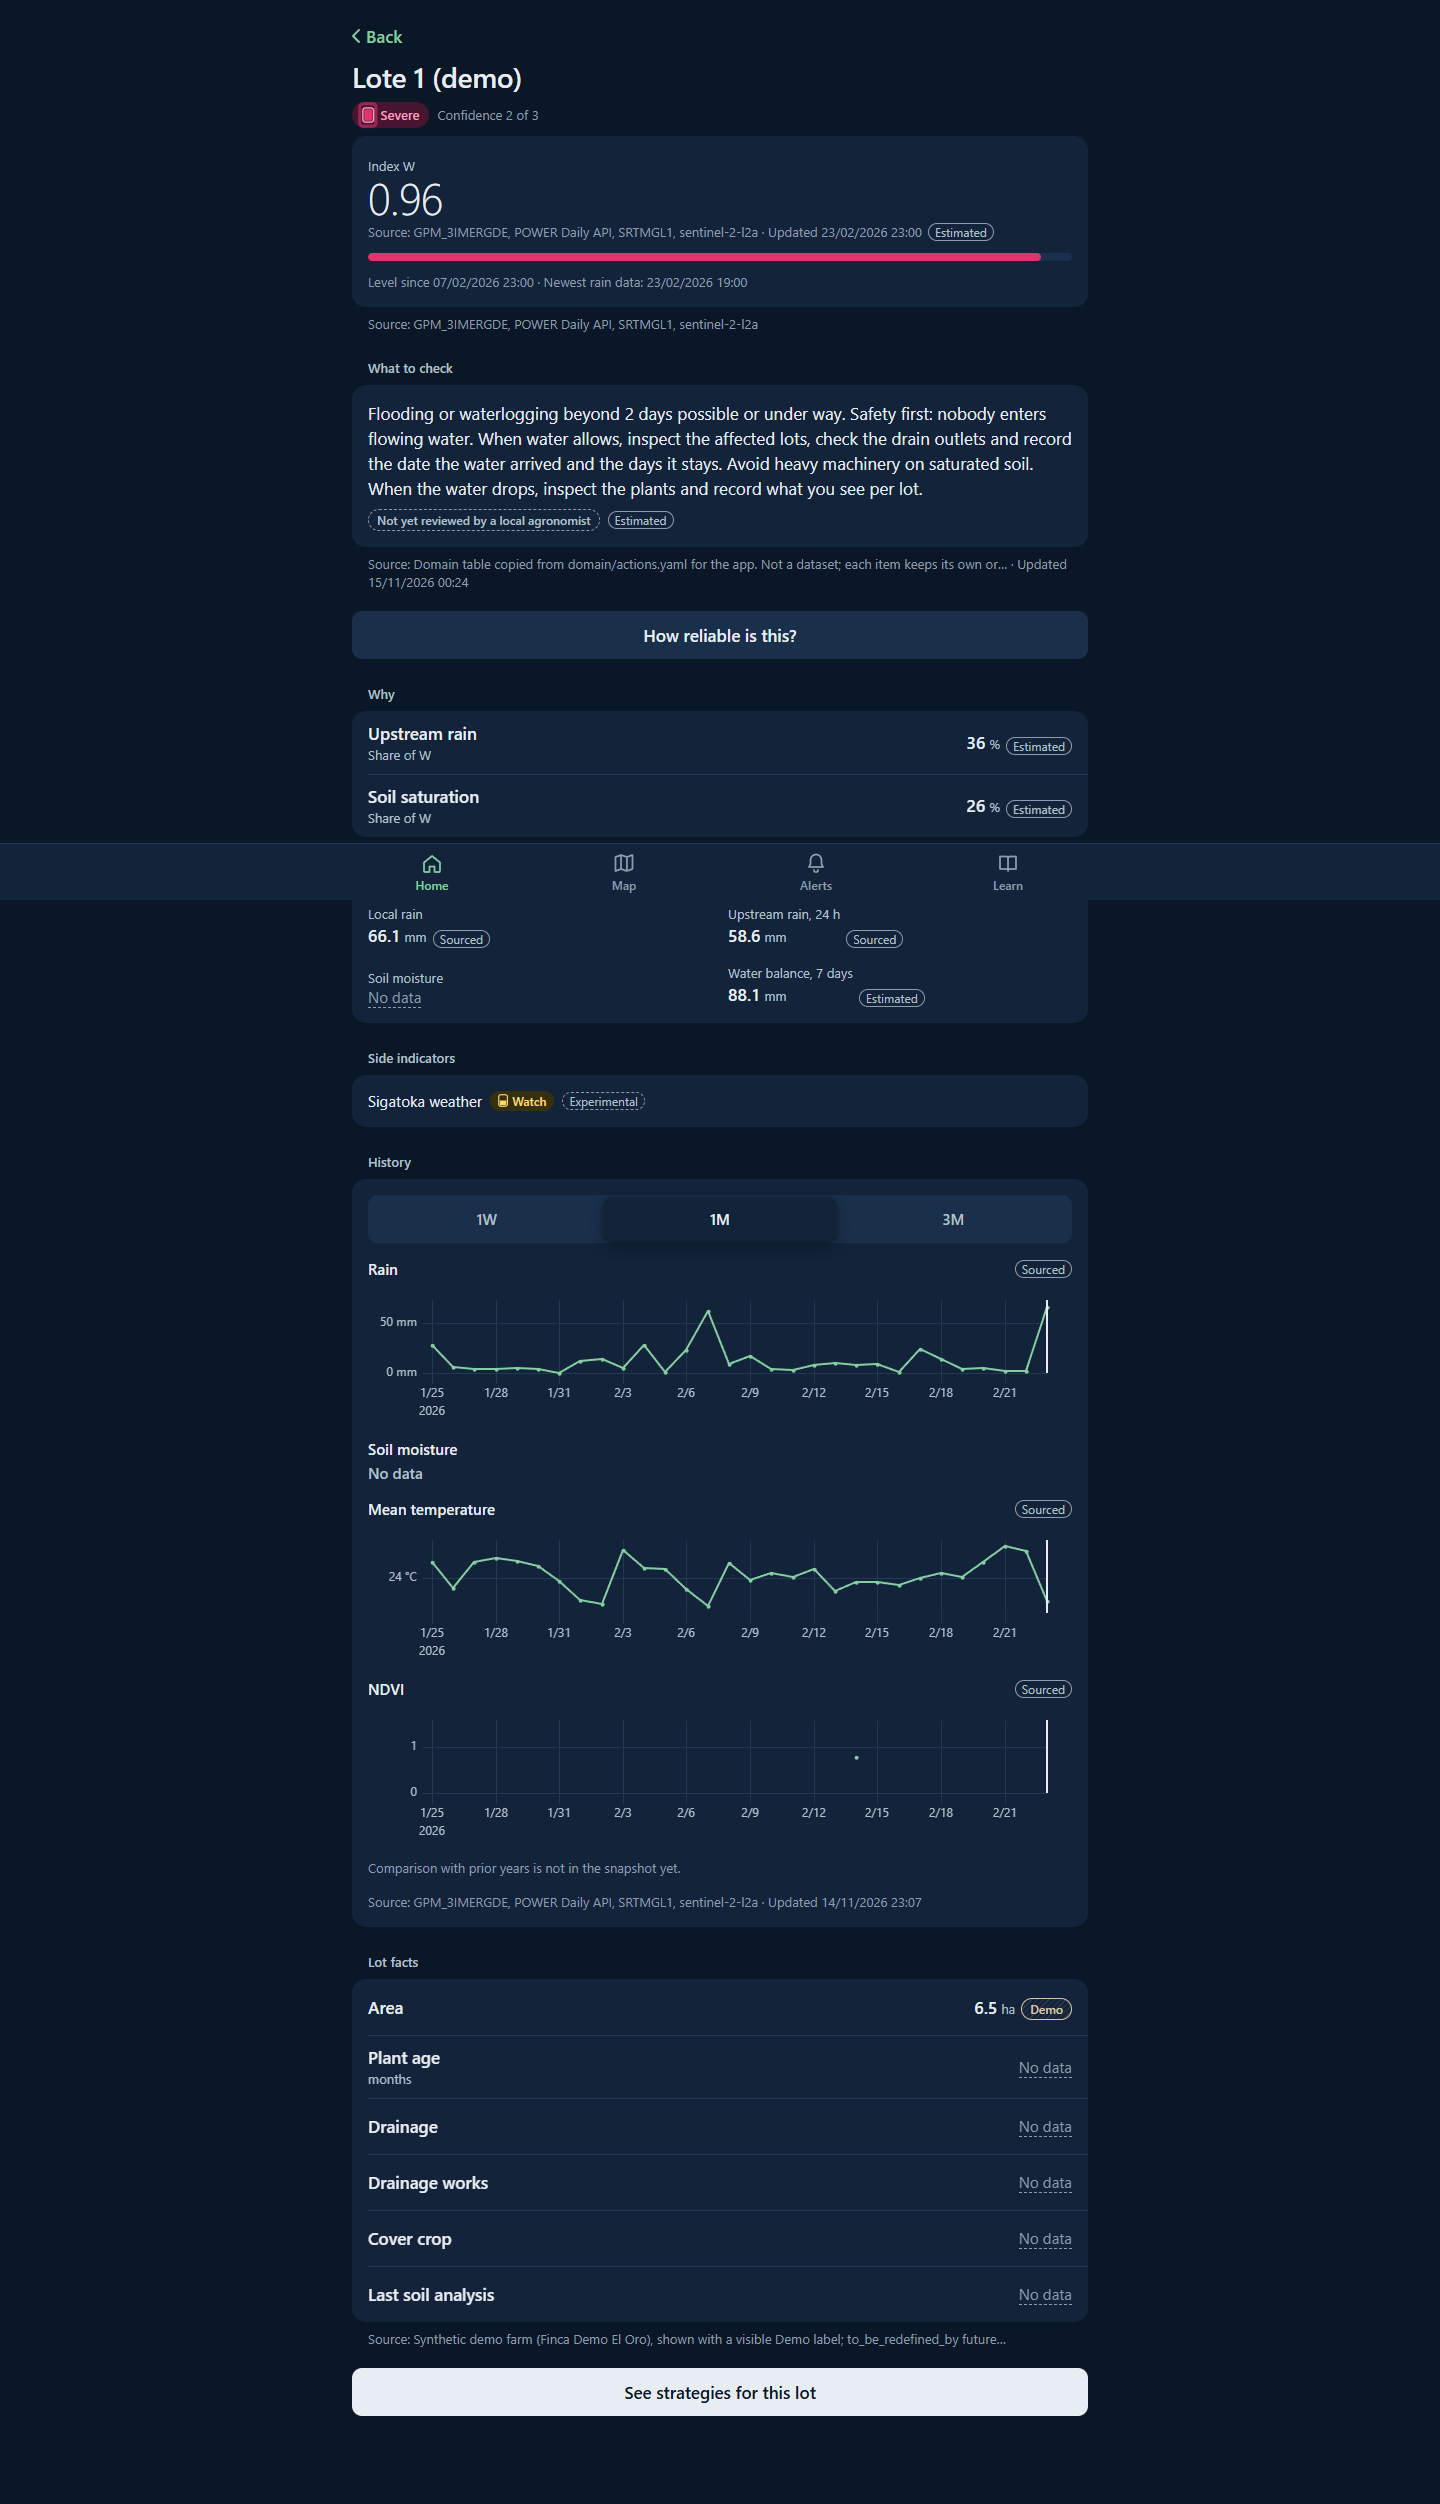 Back
Lote 1 (demo)
Severe Confidence 2 of 3
Index W
0.96
Source: GPM_3IMERGDE, POWER Daily API, SRTMGL1, sentinel-2-l2a · Updated 23/02/2026 23:00 Estimated
Level since 07/02/2026 23:00 · Newest rain data: 23/02/2026 19:00
Source: GPM_3IMERGDE, POWER Daily API, SRTMGL1, sentinel-2-l2a
What to check
Flooding or waterlogging beyond 2 days possible or under way. Safety first: nobody enters
flowing water. When water allows, inspect the affected lots, check the drain outlets and record
the date the water arrived and the days it stays. Avoid heavy machinery on saturated soil.
When the water drops, inspect the plants and record what you see per lot.
Not yet reviewed by a local agronomist Estimated
Source: Domain table copied from domain/actions.yaml for the app. Not a dataset; each item keeps its own or... · Updated
15/11/2026 00:24
How reliable is this?
Why
Upstream rain
Share of W
36 % Estimated
Soil saturation
Share of W
26 % Estimated
Home Map Alerts Learn
Local rain
66.1 mm Sourced
Upstream rain, 24 h
58.6 mm Sourced
Soil moisture
No data
Water balance, 7 days
88.1 mm Estimated
Side indicators
Sigatoka weather Watch Experimental
History
1W 1M 3M
Rain Sourced
50 mm
0 mm
1/25 1/28 1/31 2/3 2/6 2/9 2/12 2/15 2/18 2/21
2026
Soil moisture
No data
Mean temperature Sourced
24 °C
1/25 1/28 1/31 2/3 2/6 2/9 2/12 2/15 2/18 2/21
2026
NDVI Sourced
1
0
1/25 1/28 1/31 2/3 2/6 2/9 2/12 2/15 2/18 2/21
2026
Comparison with prior years is not in the snapshot yet.
Source: GPM_3IMERGDE, POWER Daily API, SRTMGL1, sentinel-2-l2a · Updated 14/11/2026 23:07
Lot facts
Area 6.5 ha Demo
Plant age
months
No data
Drainage No data
Drainage works No data
Cover crop No data
Last soil analysis No data
Source: Synthetic demo farm (Finca Demo El Oro), shown with a visible Demo label; to_be_redefined_by future...
See strategies for this lot